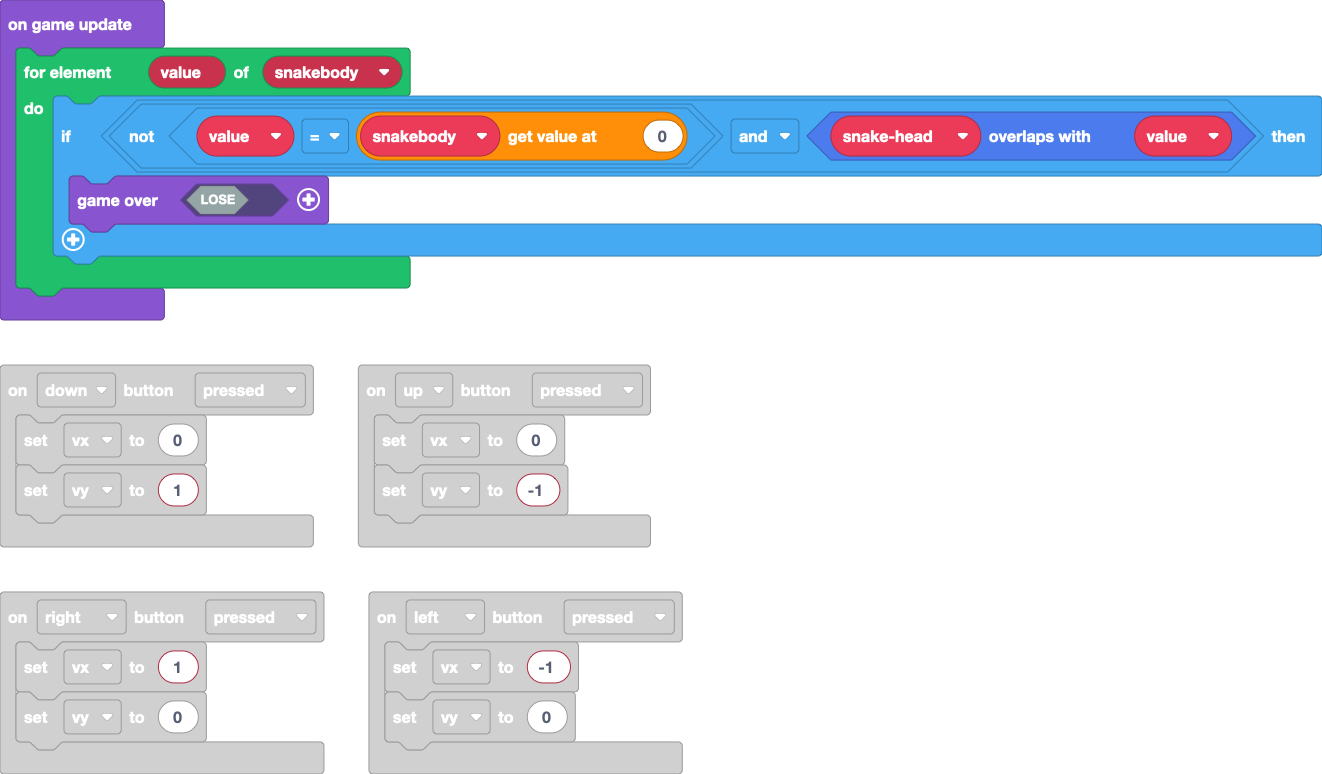 on game update
for element value of snakebody
do
if not value = snakebody get value at 0 and snake-head overlaps with value then
game over LOSE
on down button pressed
set vx to 0
set vy to 1
on up button pressed
set vx to 0
set vy to -1
on right button pressed
set vx to 1
set vy to 0
on left button pressed
set vx to -1
set vy to 0